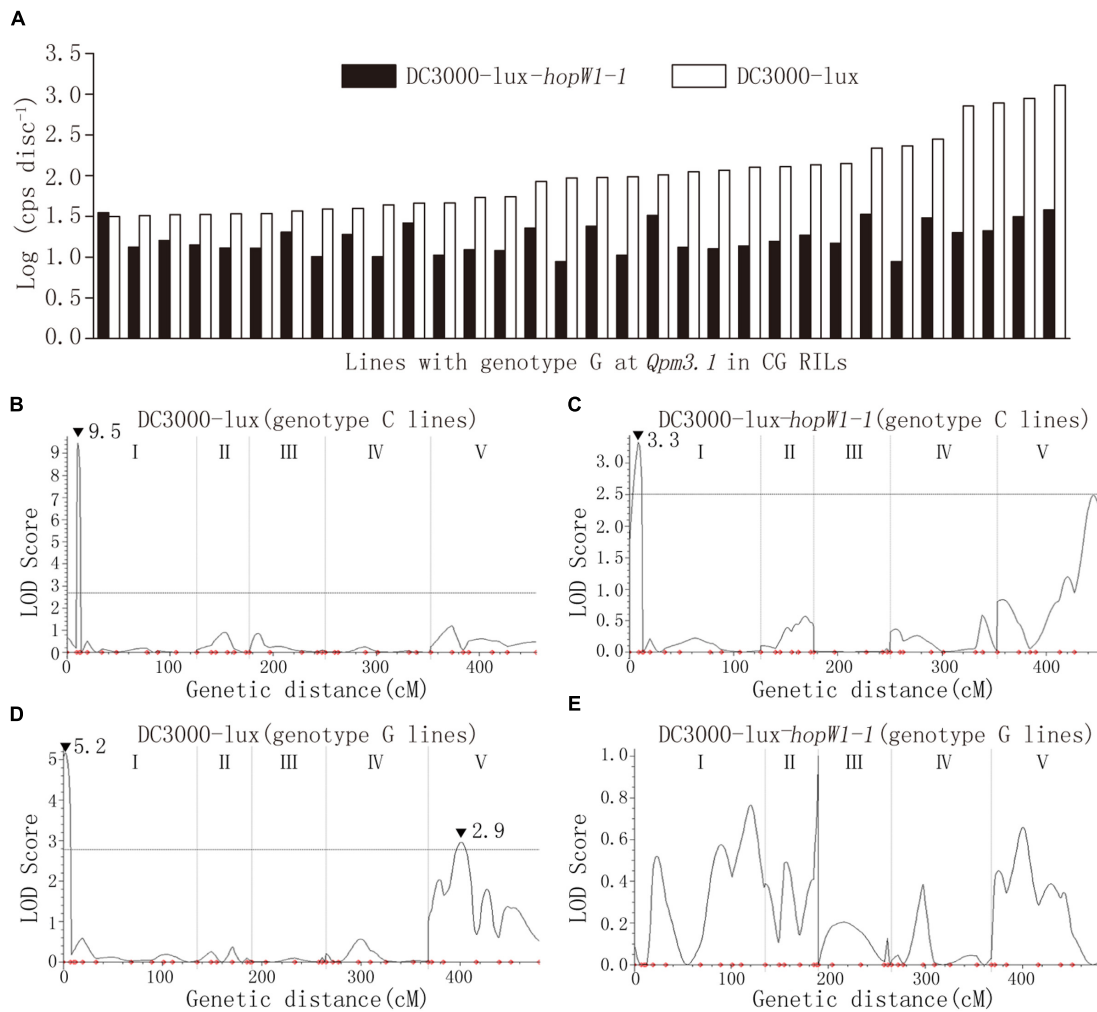 A
3.5
3.0
2.5
2.0
1.5
1.0
0.5
0.0
Log (cps disc⁻¹)
DC3000-lux-hopW1-1
DC3000-lux
Lines with genotype G at Qpm3.1 in CG RILs
B
DC3000-lux(genotype C lines)
9.5
I II III IV V
9
8
7
6
5
4
3
2
1
0
LOD Score
0 100 200 300 400
Genetic distance(cM)
C
DC3000-lux-hopW1-1(genotype C lines)
3.3
I II III IV V
3.0
2.5
2.0
1.5
1.0
0.5
0.0
LOD Score
0 100 200 300 400
Genetic distance(cM)
D
DC3000-lux(genotype G lines)
5.2
I II III IV V
2.9
5
4
3
2
1
0
LOD Score
0 100 200 300 400
Genetic distance(cM)
E
DC3000-lux-hopW1-1(genotype G lines)
I II III IV V
1.0
0.8
0.6
0.4
0.2
0.0
LOD Score
0 100 200 300 400
Genetic distance(cM)